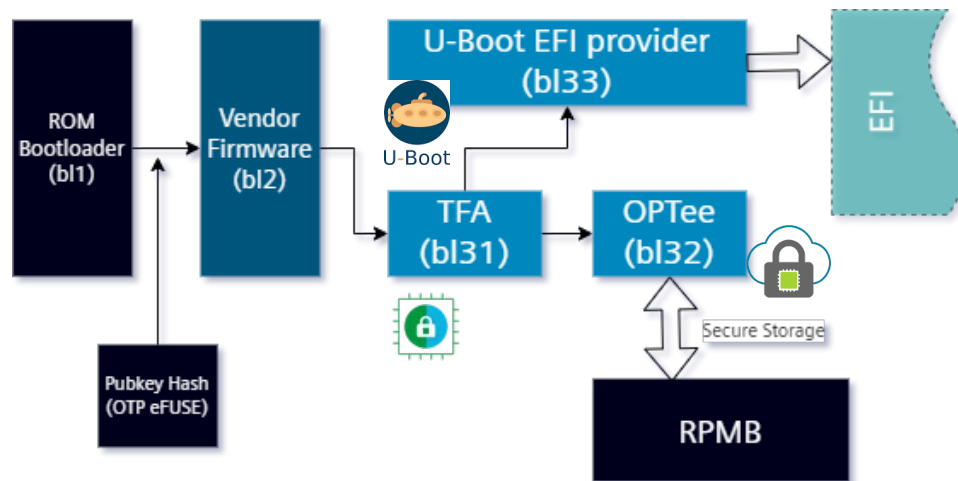 ROM
Bootloader
(bl1)
Vendor
Firmware
(bl2)
U-Boot EFI provider
(bl33)
U-Boot
EFI
TFA
(bl31)
OPTee
(bl32)
Secure Storage
Pubkey Hash
(OTP eFUSE)
RPMB